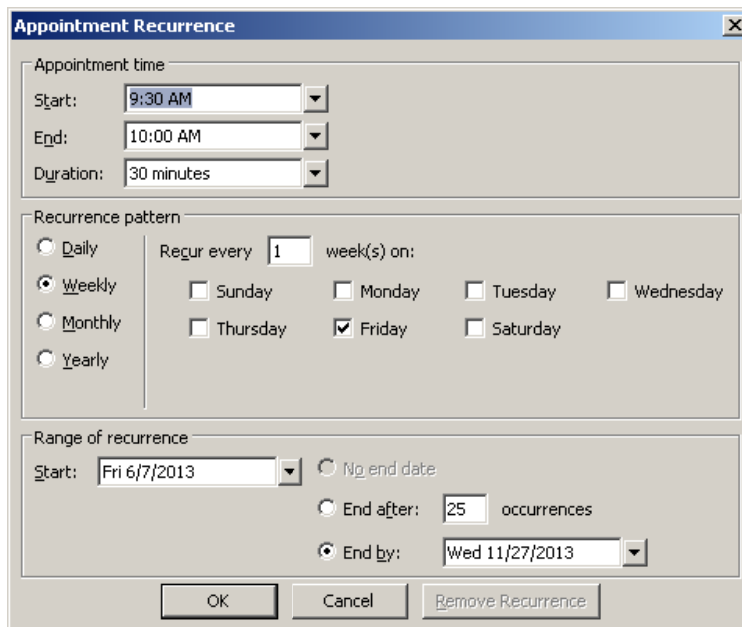 Appointment Recurrence
Appointment time
Start: 9:30 AM
End: 10:00 AM
Duration: 30 minutes
Recurrence pattern
Daily
Recur every 1 week(s) on:
Weekly
Sunday Monday Tuesday Wednesday
Monthly
Thursday Friday Saturday
Yearly
Range of recurrence
Start: Fri 6/7/2013
No end date
End after: 25 occurrences
End by: Wed 11/27/2013
OK Cancel Remove Recurrence